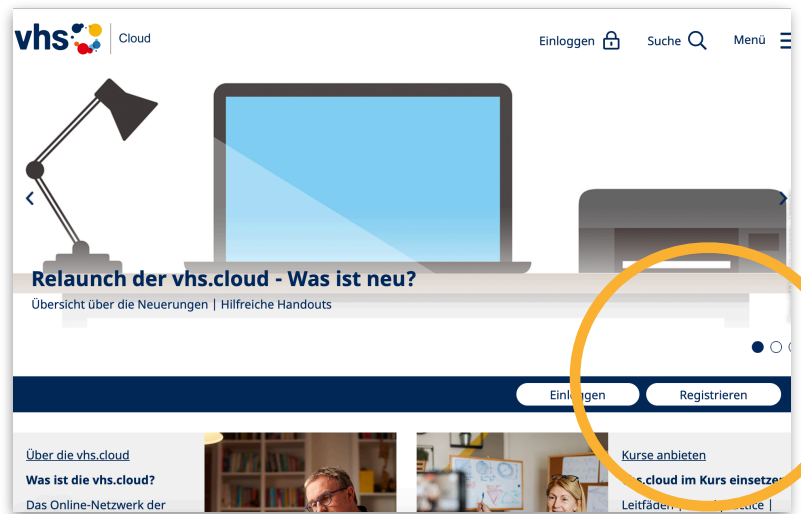 vhs Cloud
Einloggen Suche Menü
Relaunch der vhs.cloud - Was ist neu?
Übersicht über die Neuerungen | Hilfreiche Handouts
Einloggen Registrieren
Über die vhs.cloud
Was ist die vhs.cloud?
Das Online-Netzwerk der
Kurse anbieten
vhs.cloud im Kurs einsetzen
Leitfäden |